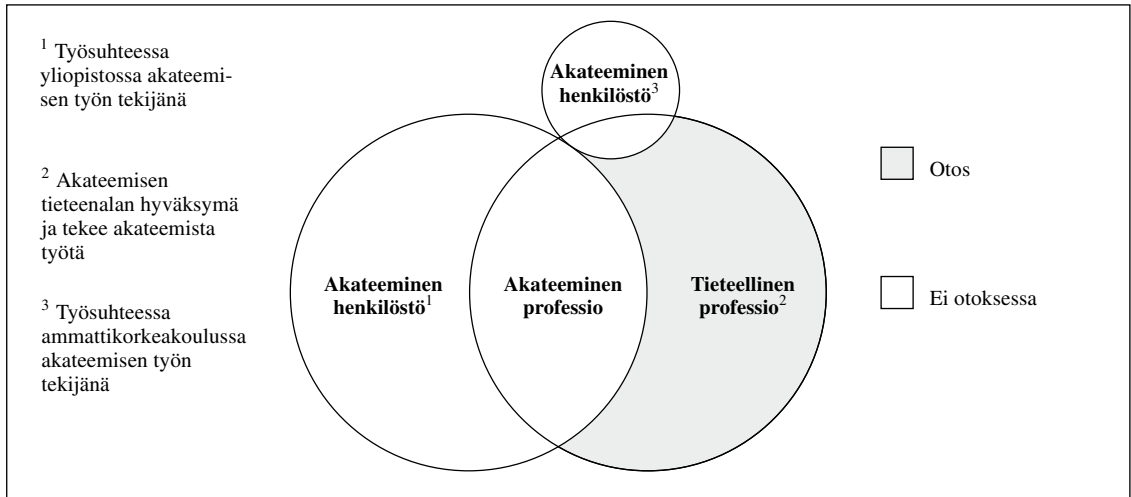 ¹ Työsuhteessa
yliopistossa akateemi-
sen työn tekijänä
² Akateemisen
tieteenalan hyväksymä
ja tekee akateemista
työtä
³ Työsuhteessa
ammattikorkeakoulussa
akateemisen työn
tekijänä
Akateeminen
henkilöstö³
Akateeminen
henkilöstö¹
Akateeminen
professio
Tieteellinen
professio²
Otos
Ei otoksessa